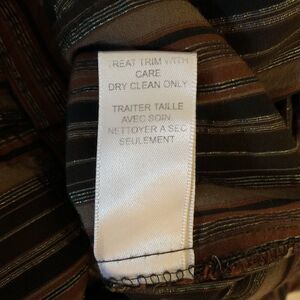 TREAT TRIM WITH
CARE
DRY CLEAN ONLY
TRAITER TAILLE
AVEC SOIN
NETTOYER A SEC
SEULEMENT